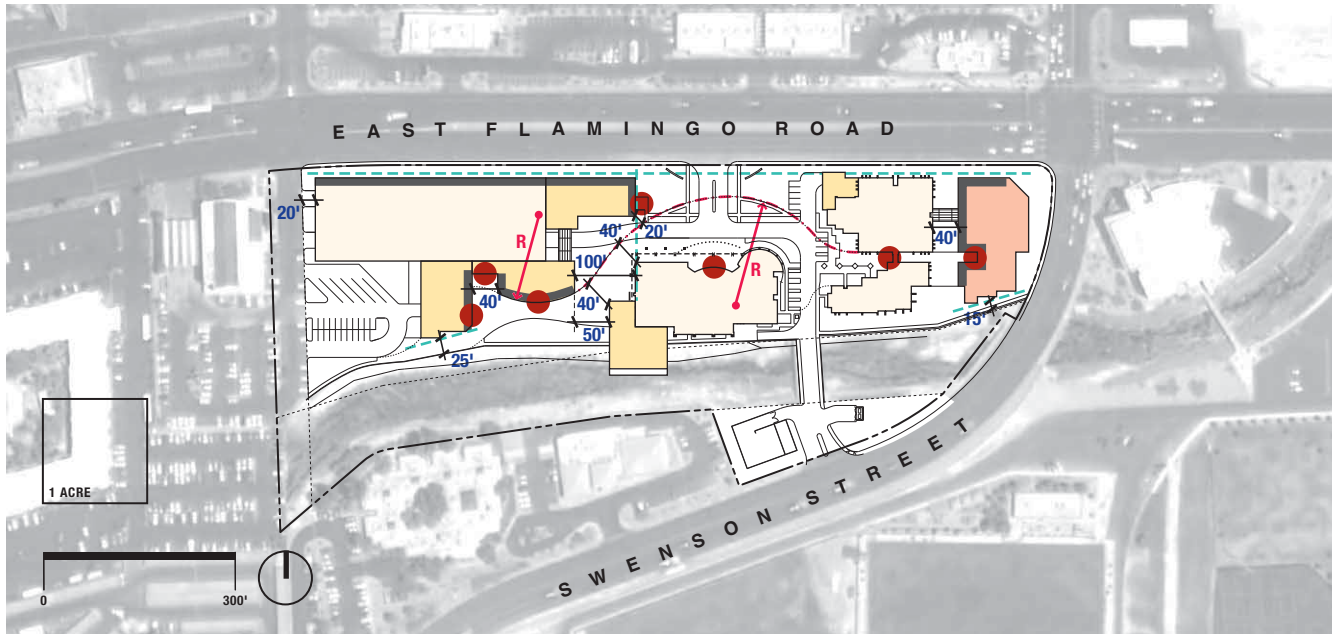 EAST FLAMINGO ROAD
20'
40'
20'
R
100'
R
40'
40'
40'
50'
15'
25'
1 ACRE
SWENSON STREET
0
300'